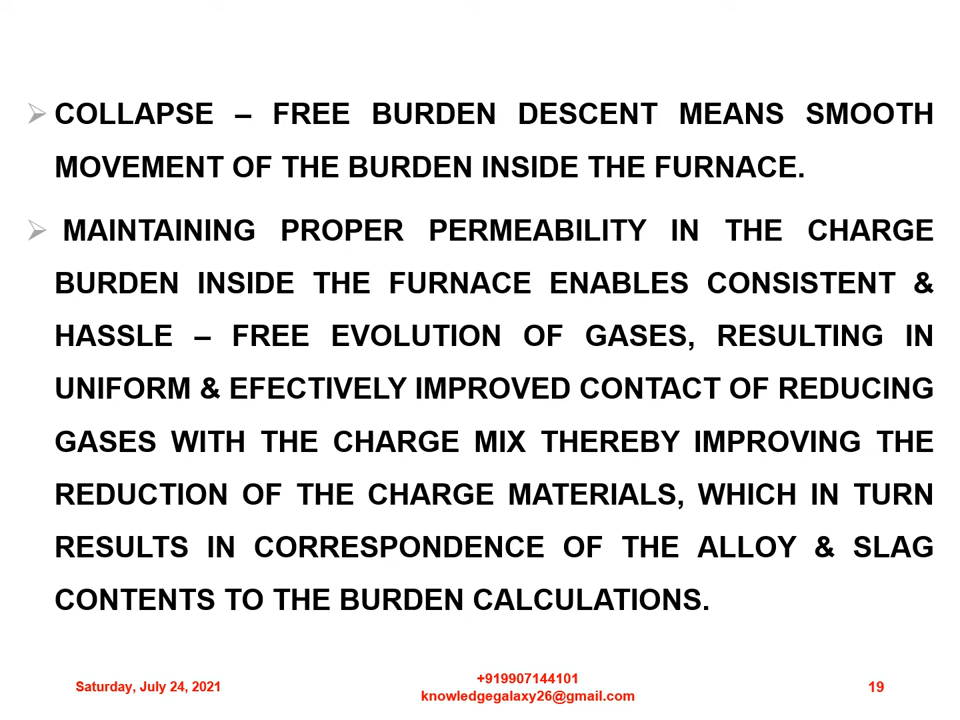 ➢ COLLAPSE – FREE BURDEN DESCENT MEANS SMOOTH
MOVEMENT OF THE BURDEN INSIDE THE FURNACE.
➢ MAINTAINING PROPER PERMEABILITY IN THE CHARGE
BURDEN INSIDE THE FURNACE ENABLES CONSISTENT &
HASSLE – FREE EVOLUTION OF GASES, RESULTING IN
UNIFORM & EFECTIVELY IMPROVED CONTACT OF REDUCING
GASES WITH THE CHARGE MIX THEREBY IMPROVING THE
REDUCTION OF THE CHARGE MATERIALS, WHICH IN TURN
RESULTS IN CORRESPONDENCE OF THE ALLOY & SLAG
CONTENTS TO THE BURDEN CALCULATIONS.
Saturday, July 24, 2021
+919907144101
knowledgegalaxy26@gmail.com
19